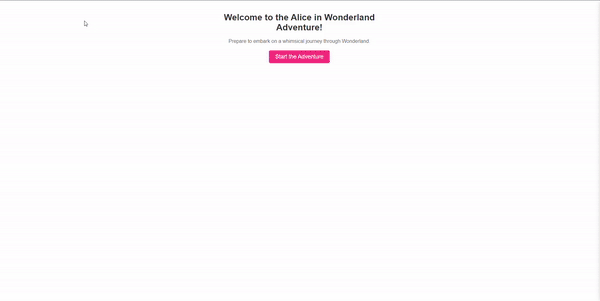 Welcome to the Alice in Wonderland
Adventure!
Prepare to embark on a whimsical journey through Wonderland
Start the Adventure